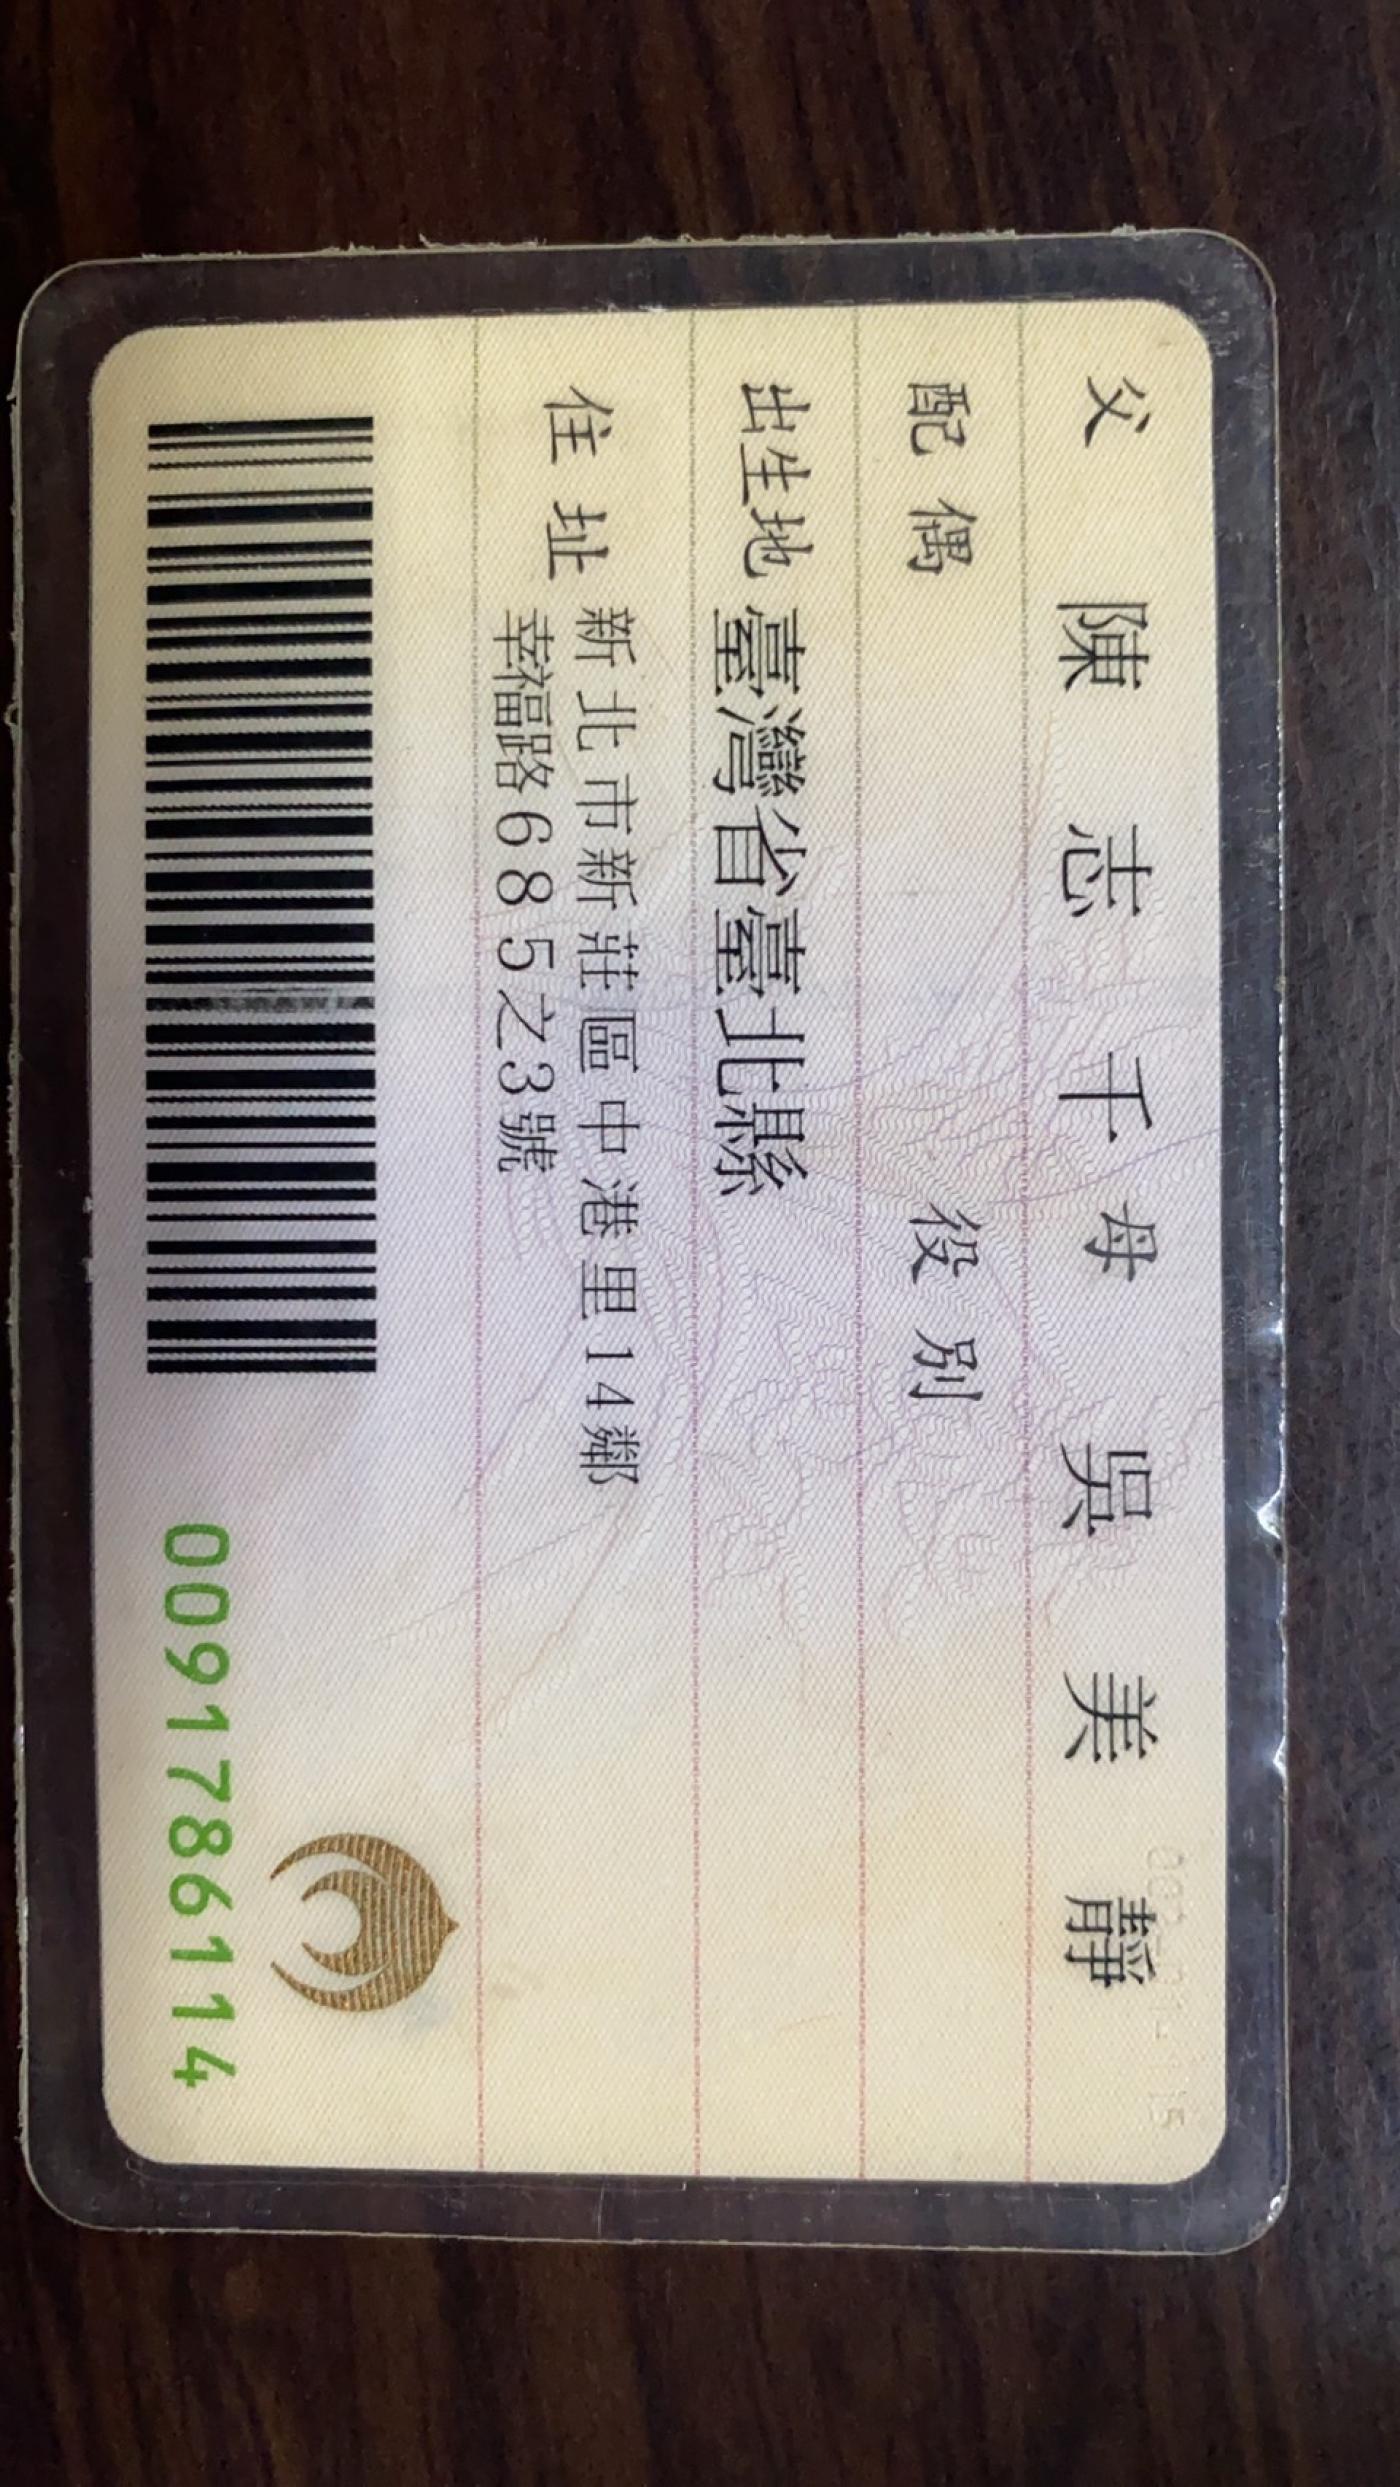 父 陳志千 母 吳美靜
配偶 役別
出生地 臺灣省臺北縣
住址 新北市新莊區中港里14鄰
幸福路685之3號
0091786114